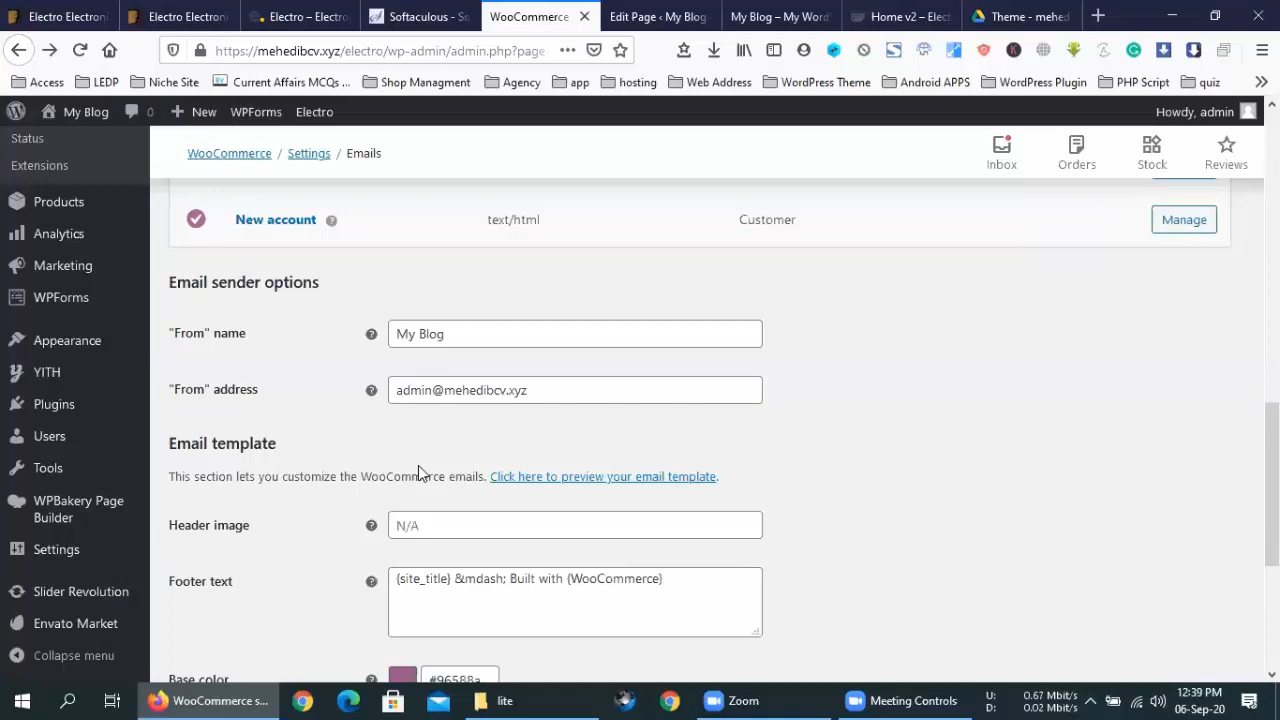 Electro Electroni
Electro Electroni
Electro – Electro
Softaculous - So
WooCommerce
Edit Page ‹ My Blog
My Blog – My Word
Home v2 – Elect
Theme - mehed
https://mehedibcv.xyz/electro/wp-admin/admin.php?page
Access
LEDP
Niche Site
BV Current Affairs MCQs ...
Shop Managment
Agency
app
hosting
Web Address
WordPress Theme
Android APPS
WordPress Plugin
PHP Script
quiz
My Blog
0
New
WPForms
Electro
Howdy, admin
Status
Extensions
Products
Analytics
Marketing
WPForms
Appearance
YITH
Plugins
Users
Tools
WPBakery Page
Builder
Settings
Slider Revolution
Envato Market
Collapse menu
WooCommerce / Settings / Emails
Inbox
Orders
Stock
Reviews
New account
text/html
Customer
Manage
Email sender options
"From" name
My Blog
"From" address
admin@mehedibcv.xyz
Email template
This section lets you customize the WooCommerce emails. Click here to preview your email template.
Header image
N/A
Footer text
{site_title} &mdash; Built with {WooCommerce}
Base color
#96588a
WooCommerce s...
lite
Zoom
Meeting Controls
U: 0.67 Mbit/s
D: 0.02 Mbit/s
12:39 PM
06-Sep-20